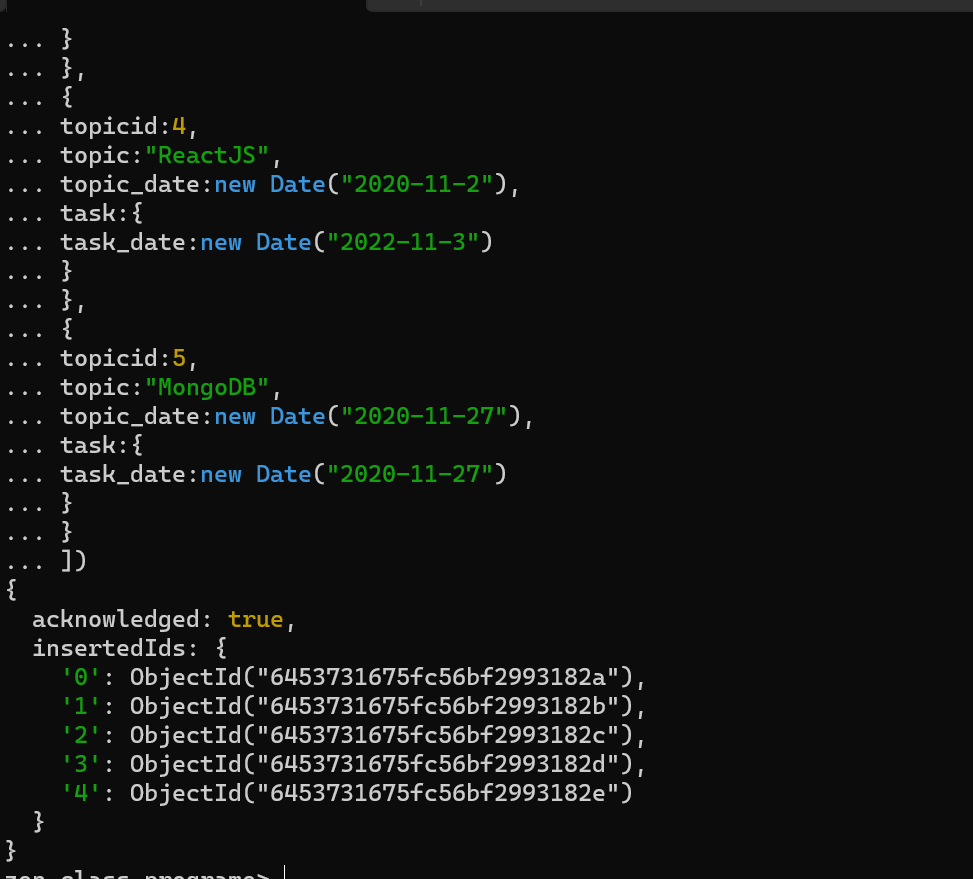 ... }
... },
... {
... topicid:4,
... topic:"ReactJS",
... topic_date:new Date("2020-11-2"),
... task:{
... task_date:new Date("2022-11-3")
... }
... },
... {
... topicid:5,
... topic:"MongoDB",
... topic_date:new Date("2020-11-27"),
... task:{
... task_date:new Date("2020-11-27")
... }
... }
... ])
{
  acknowledged: true,
  insertedIds: {
    '0': ObjectId("6453731675fc56bf2993182a"),
    '1': ObjectId("6453731675fc56bf2993182b"),
    '2': ObjectId("6453731675fc56bf2993182c"),
    '3': ObjectId("6453731675fc56bf2993182d"),
    '4': ObjectId("6453731675fc56bf2993182e")
  }
}